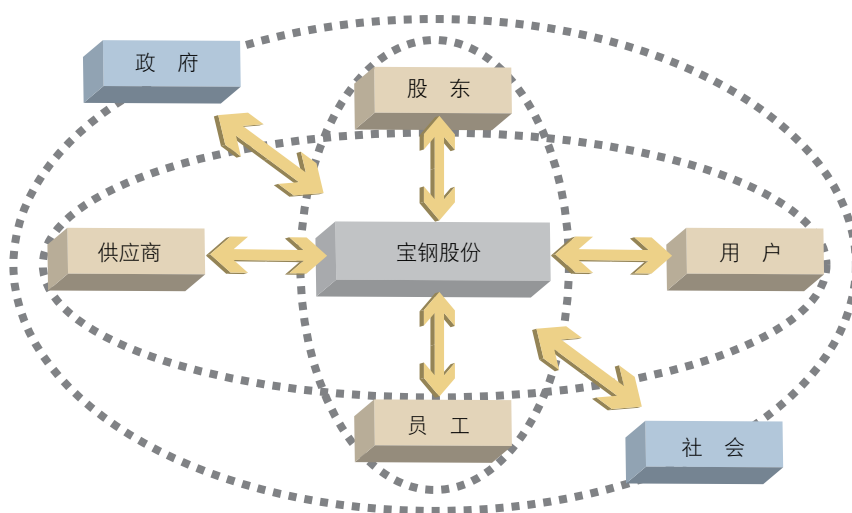 政 府
股 东
供应商
宝钢股份
用 户
员 工
社 会